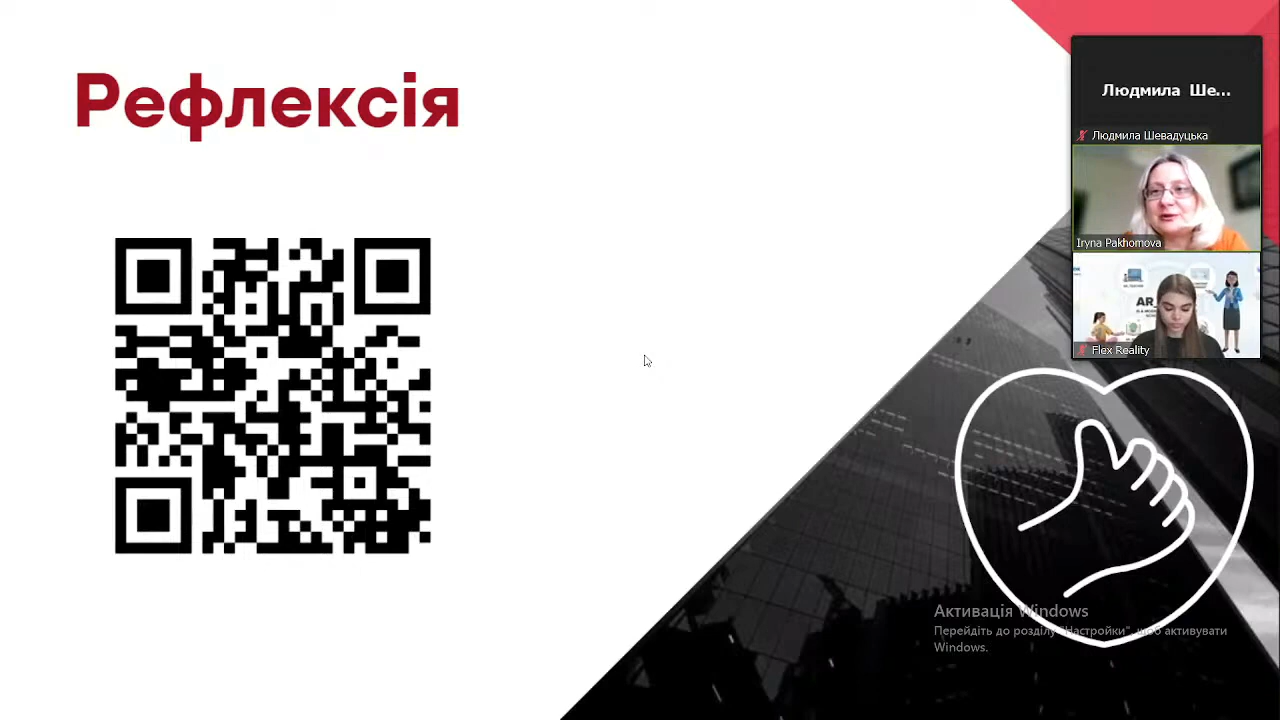 Рефлексія
Людмила Ше...
Людмила Шевадуцька
Iryna Pakhomova
AR
Flex Reality
Активація Windows
Перейдіть до розділу "Настройки", щоб активувати
Windows.